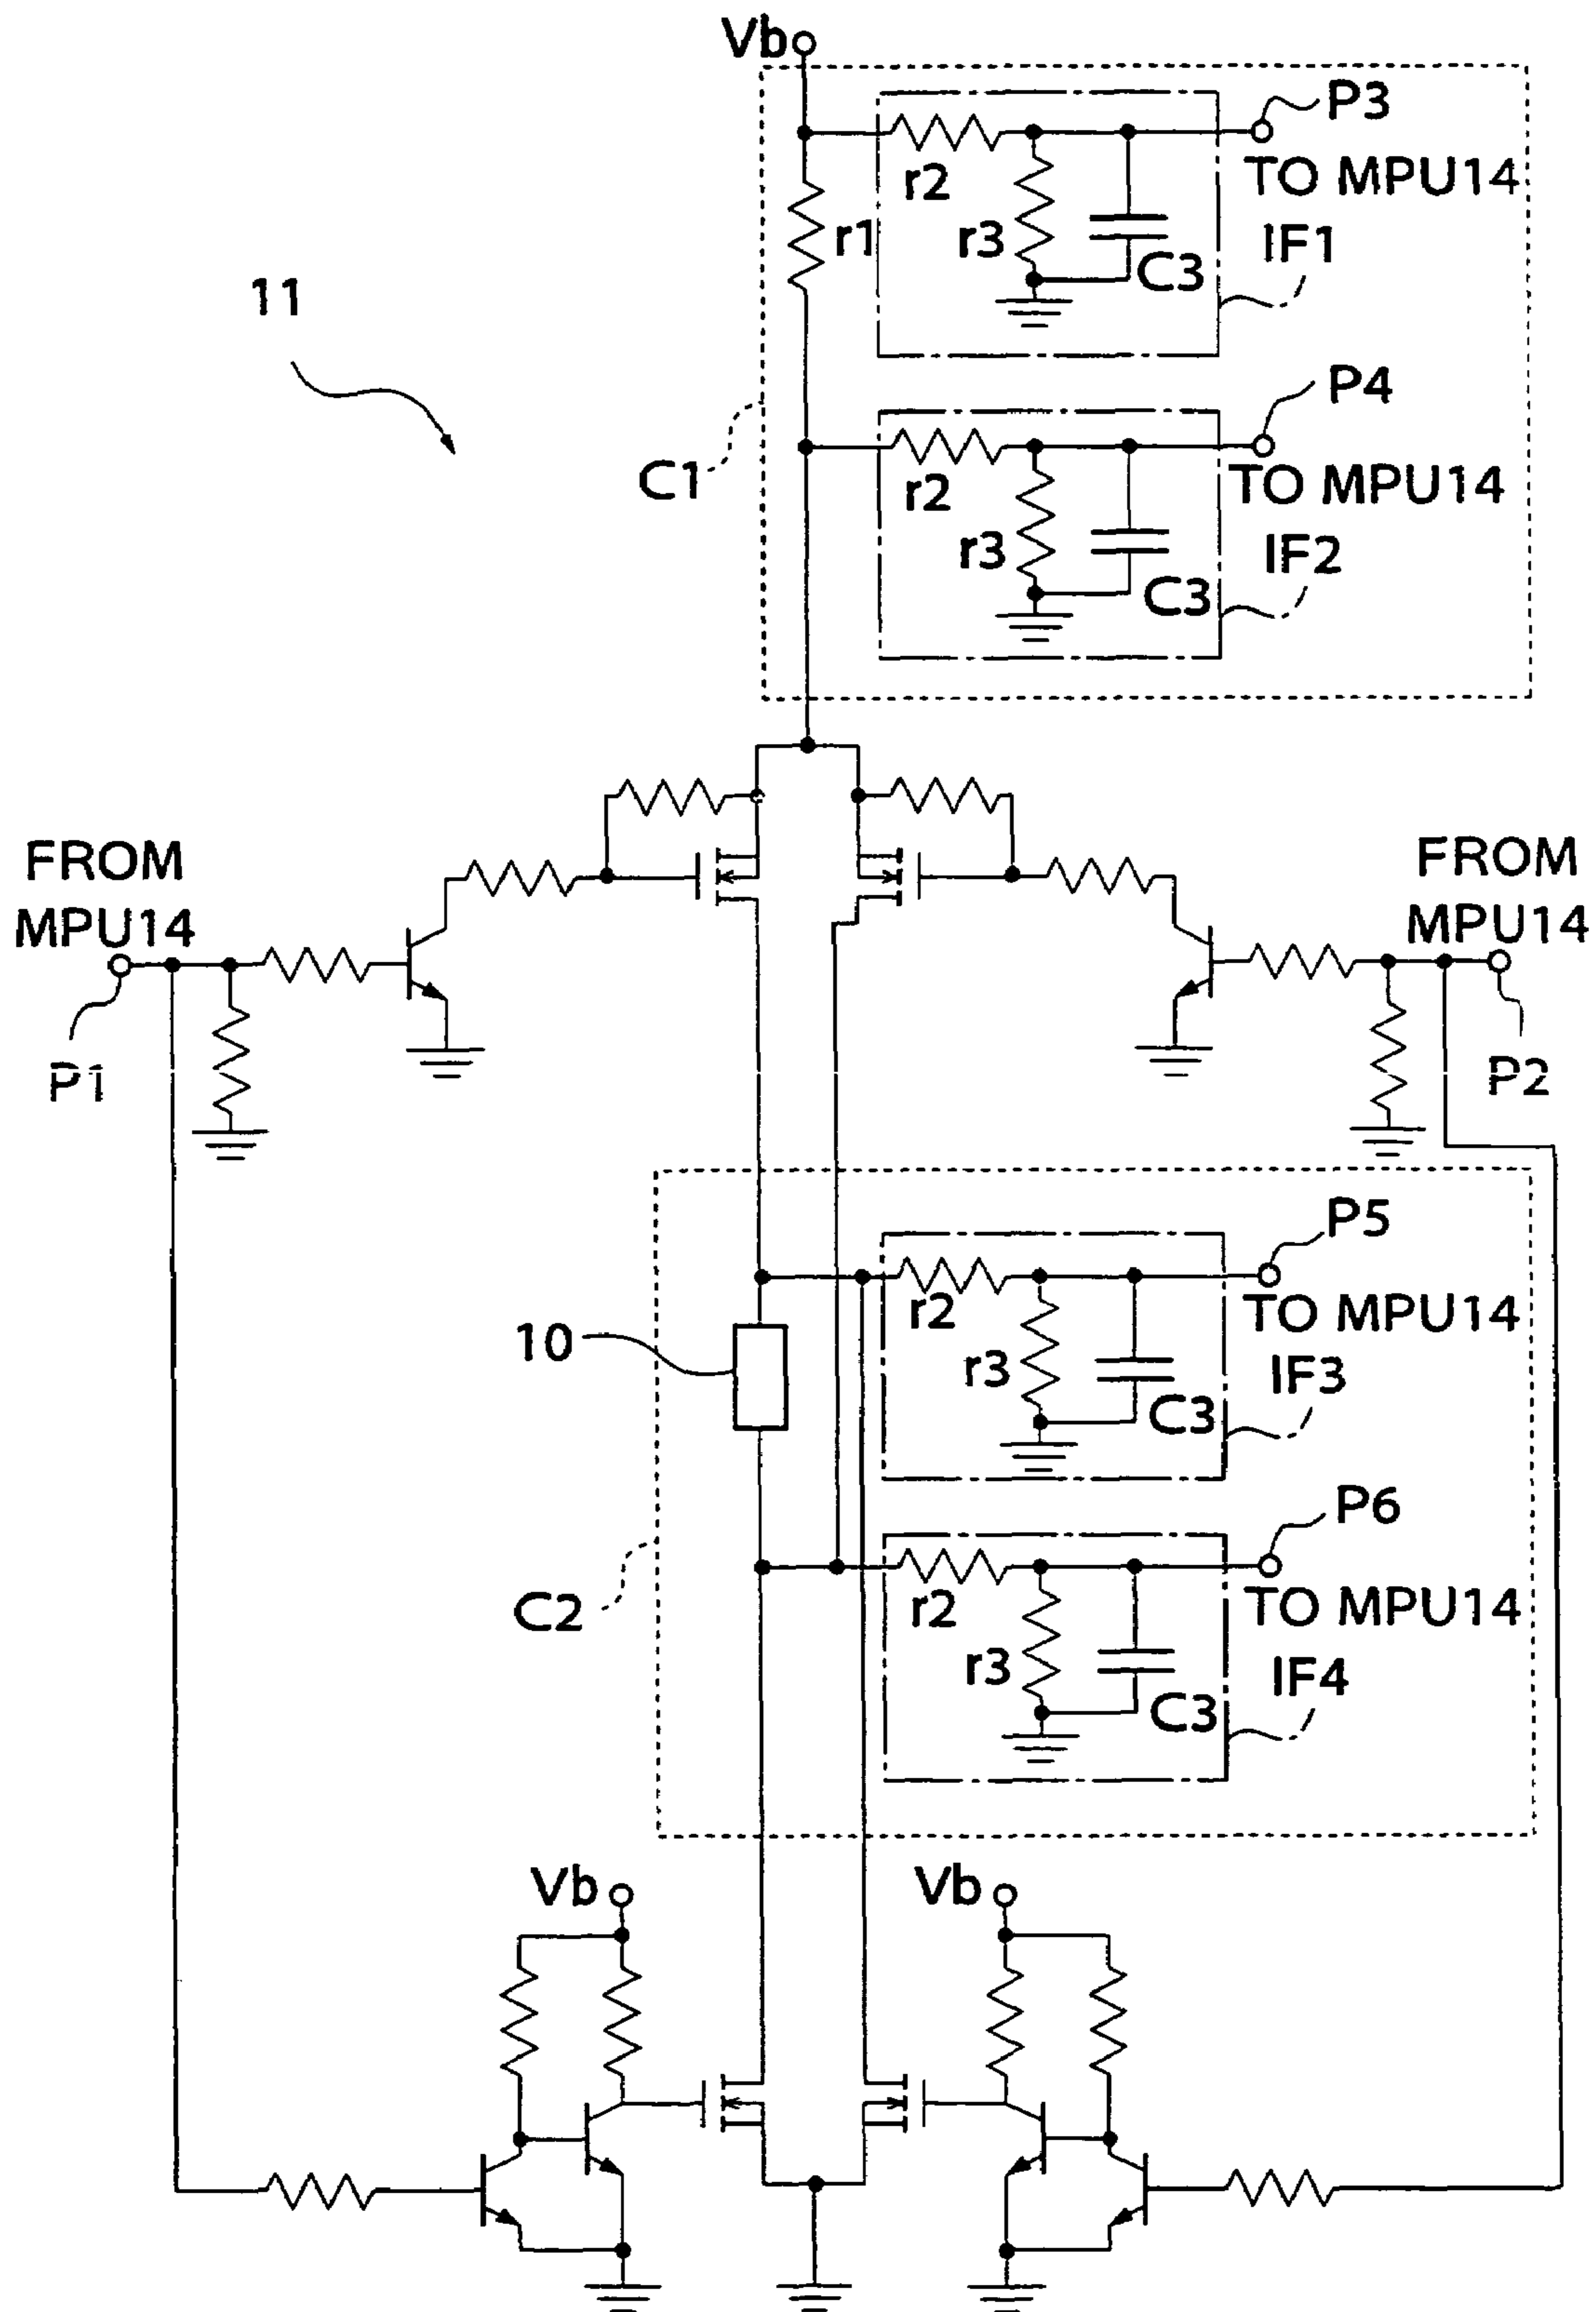 Vb
P3
r2
TO MPU14
r1
r3
IF1
C3
11
P4
C1
r2
TO MPU14
r3
IF2
C3
FROM
MPU14
FROM
MPU14
P1
P2
P5
r2
TO MPU14
10
r3
IF3
C3
P6
C2
r2
TO MPU14
r3
IF4
C3
Vb
Vb